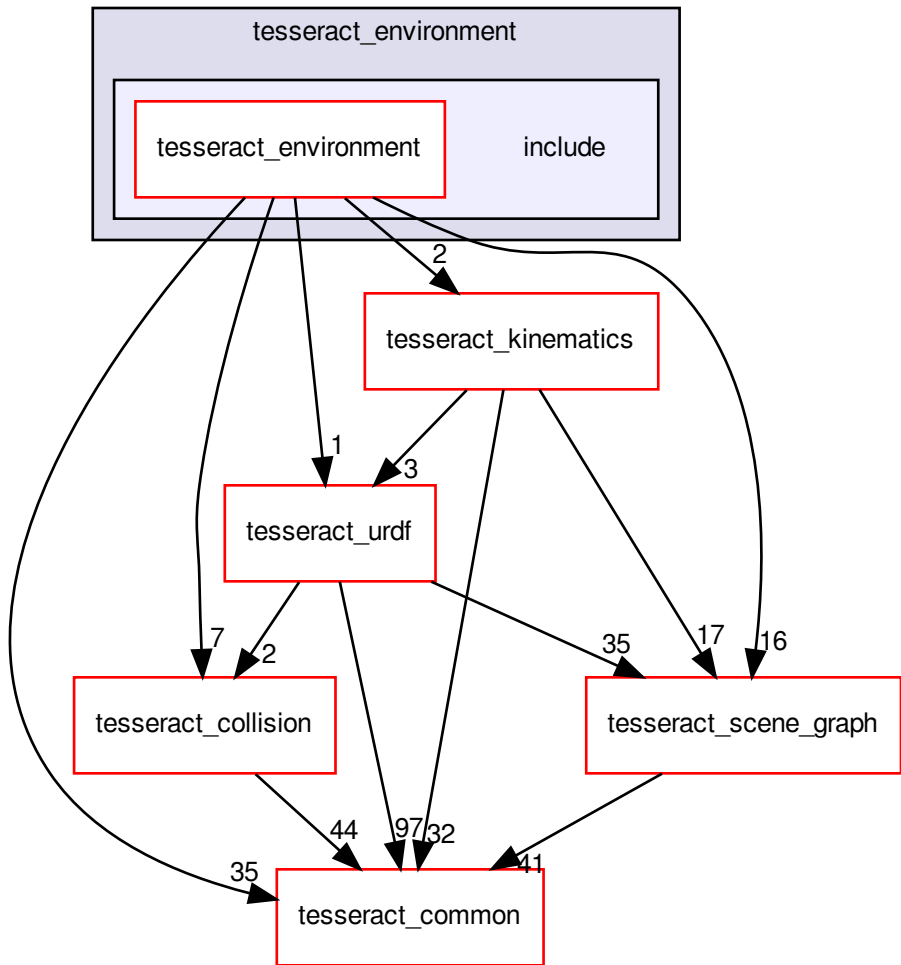 tesseract_environment
tesseract_environment
include
2
tesseract_kinematics
1
3
tesseract_urdf
7
2
35
17
16
tesseract_collision
tesseract_scene_graph
44
97
32
41
35
tesseract_common